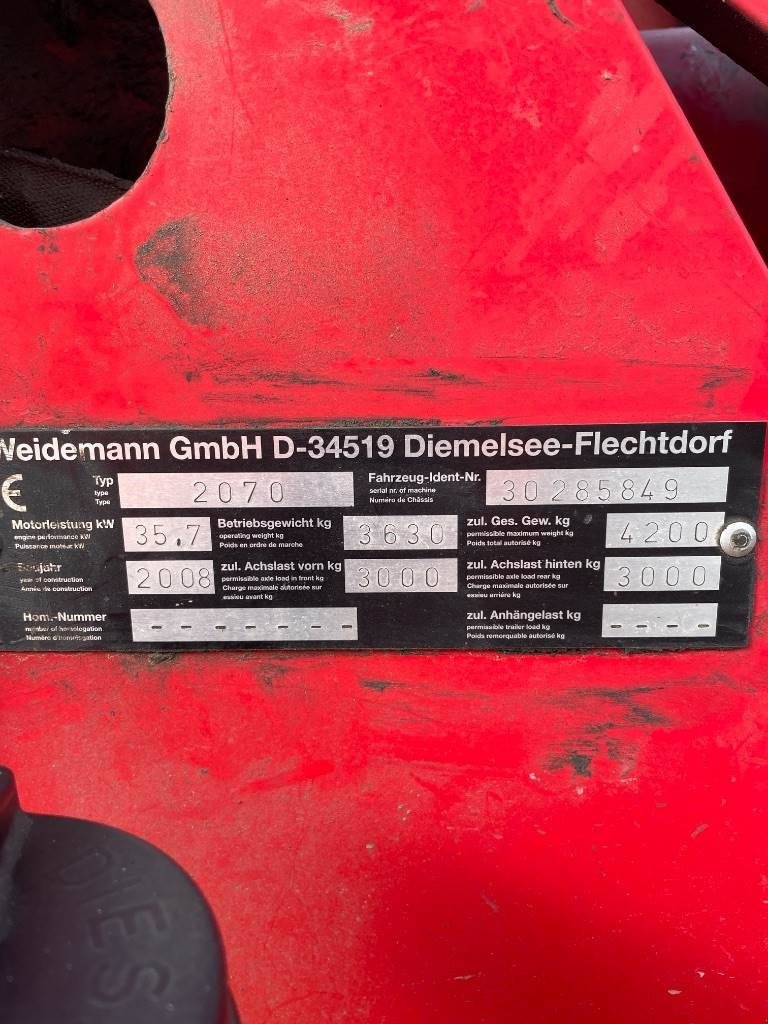 Weidemann GmbH D-34519 Diemelsee-Flechtdorf
CE Typ type Type 2070 Fahrzeug-Ident-Nr. serial nr. of machine Numéro de Châssis 30285849
Motorleistung kW engine performance kW Puissance moteur kW 35,7 Betriebsgewicht kg operating weight kg Poids en ordre de marche 3630 zul. Ges. Gew. kg permissible maximum weight kg Poids total autorisé kg 4200
Baujahr year of construction Année de construction 2008 zul. Achslast vorn kg permissible axle load in front kg Charge maximale autorisée sur essieu avant kg 3000 zul. Achslast hinten kg permissible axle load rear kg Charge maximale autorisée sur essieu arrière kg 3000
Hom.-Nummer number of homologation Numéro d'homologation - - - - - - - zul. Anhängelast kg permissible trailer load kg Poids remorquable autorisé kg - - - -
DIES